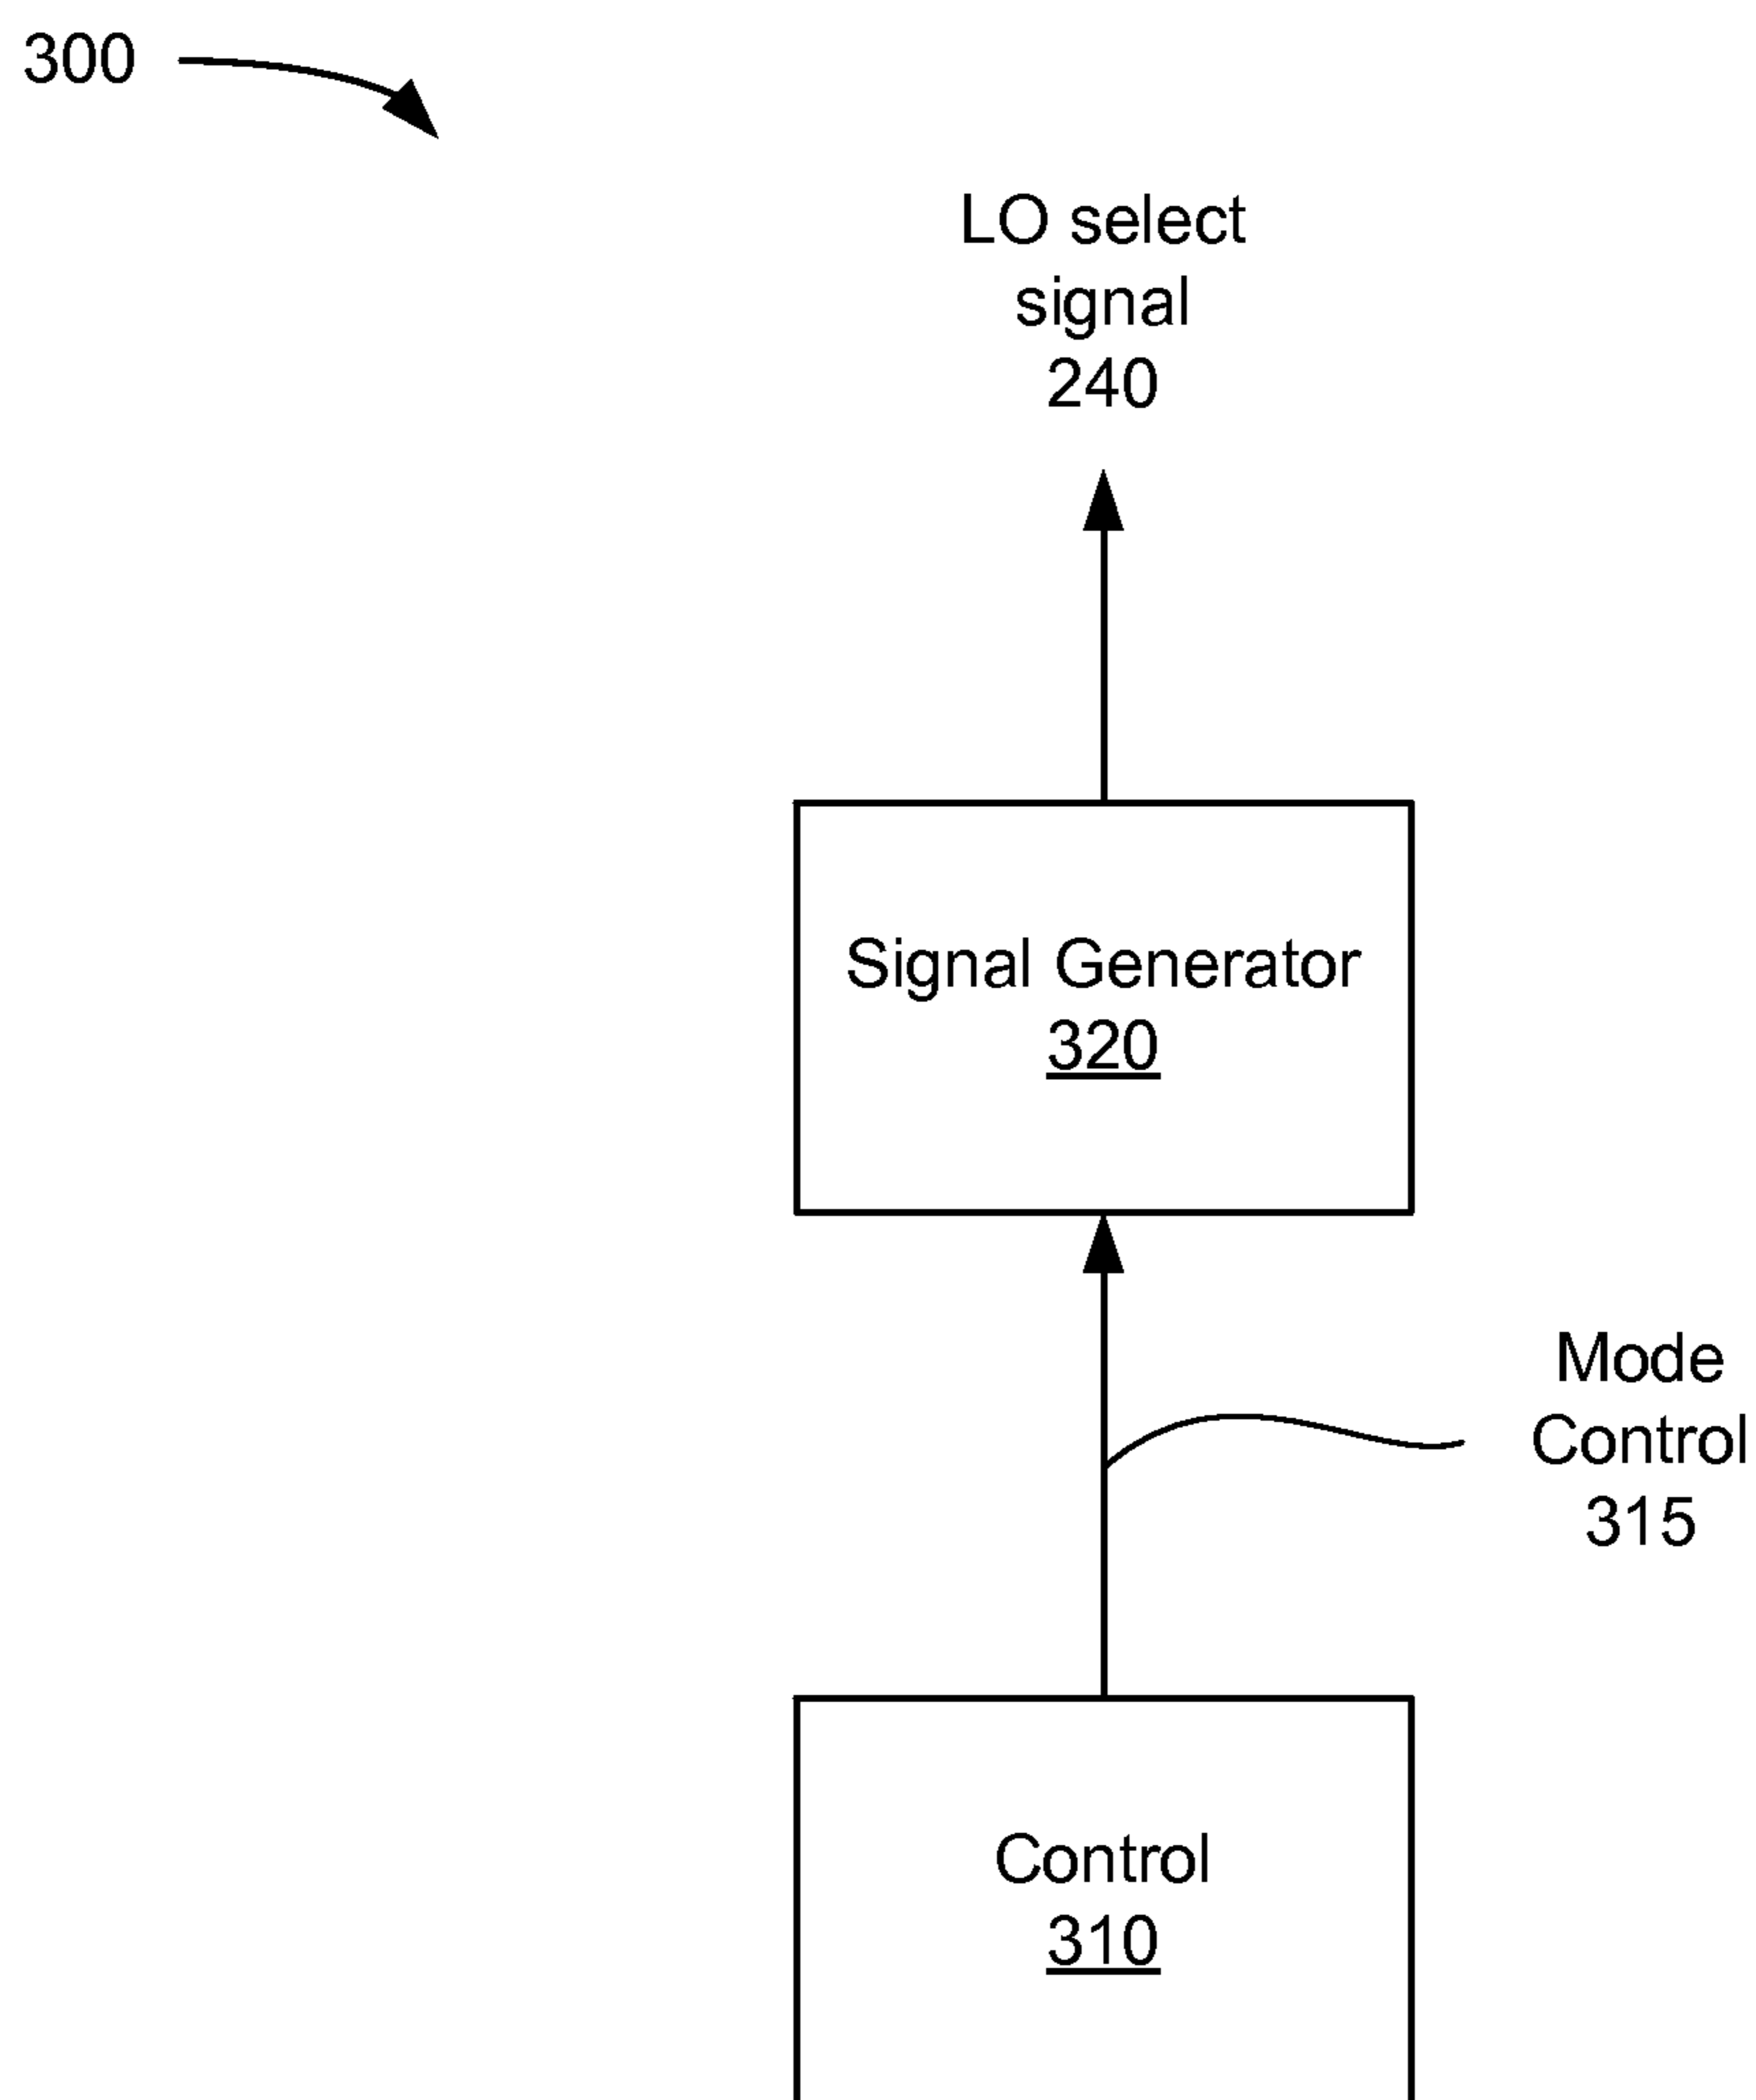 300
LO select
signal
240
Signal Generator
320
Mode
Control
315
Control
310